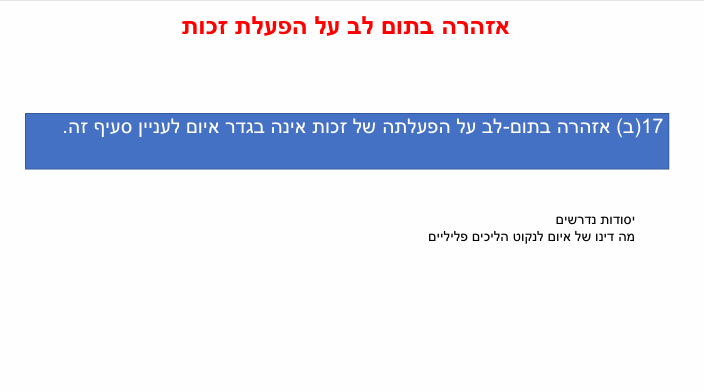 אזהרה בתום לב על הפעלת זכות
17(ב) אזהרה בתום-לב על הפעלתה של זכות אינה בגדר איום לעניין סעיף זה.
יסודות נדרשים
מה דינו של איום לנקוט הליכים פליליים